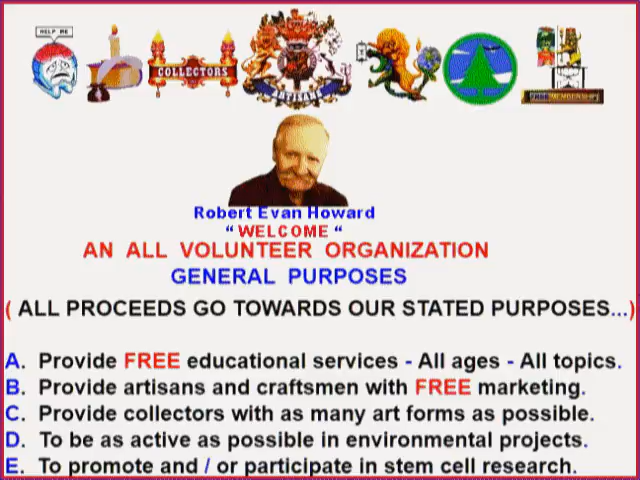 HELP ME
COLLECTORS
ARTISANS
FREE MEMBERSHIP
Robert Evan Howard
“ WELCOME “
AN ALL VOLUNTEER ORGANIZATION
GENERAL PURPOSES
( ALL PROCEEDS GO TOWARDS OUR STATED PURPOSES...)
A. Provide FREE educational services - All ages - All topics.
B. Provide artisans and craftsmen with FREE marketing.
C. Provide collectors with as many art forms as possible.
D. To be as active as possible in environmental projects.
E. To promote and / or participate in stem cell research.